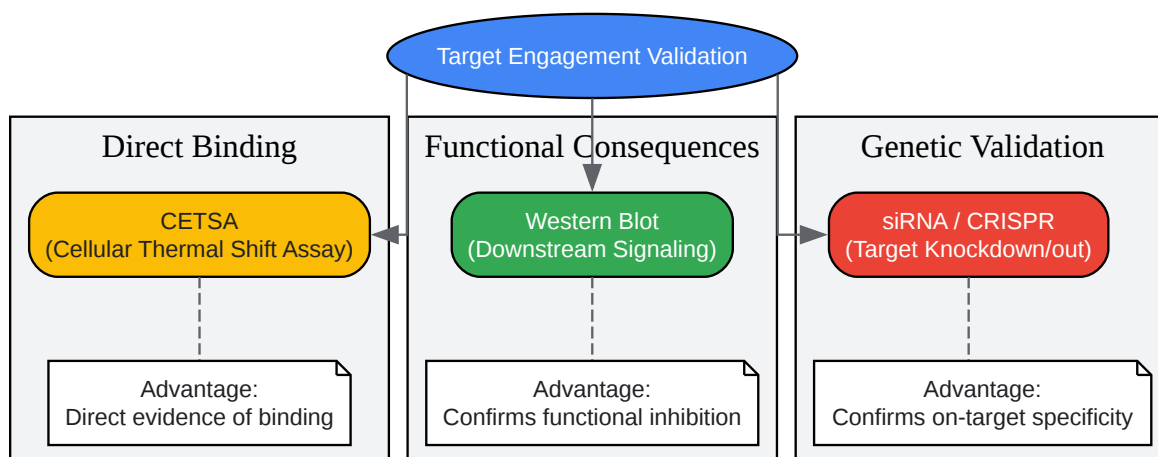 Target Engagement Validation
Direct Binding
CETSA
(Cellular Thermal Shift Assay)
Advantage:
Direct evidence of binding
Functional Consequences
Western Blot
(Downstream Signaling)
Advantage:
Confirms functional inhibition
Genetic Validation
siRNA / CRISPR
(Target Knockdown/out)
Advantage:
Confirms on-target specificity